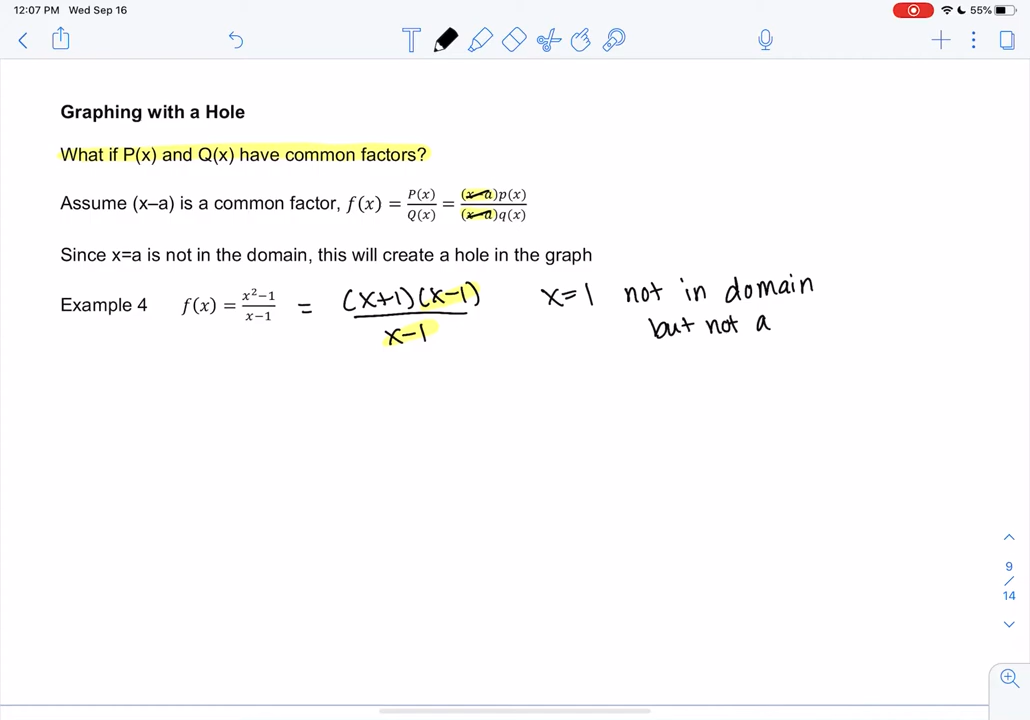 12:07 PM Wed Sep 16 55%
T
Graphing with a Hole
What if P(x) and Q(x) have common factors?
Assume (x–a) is a common factor, f(x) = P(x)/Q(x) = (x–a)p(x)/(x–a)q(x)
Since x=a is not in the domain, this will create a hole in the graph
Example 4 f(x) = x²−1/x−1 = (x+1)(x−1)/x−1 x=1 not in domain
but not a
9
/
14